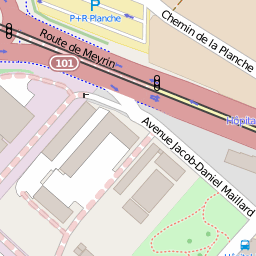 P
P+R Planche
Chemin de la Planche
Route de Meyrin
101
Avenue Jacob-Daniel Maillard